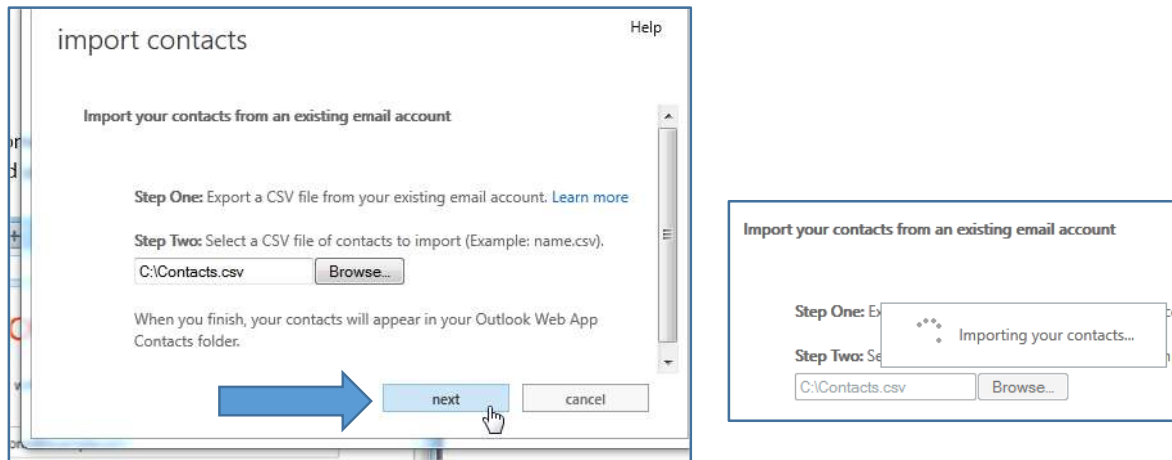 Help
import contacts
Import your contacts from an existing email account
Step One: Export a CSV file from your existing email account. Learn more
Step Two: Select a CSV file of contacts to import (Example: name.csv).
C:\Contacts.csv Browse...
When you finish, your contacts will appear in your Outlook Web App
Contacts folder.
next cancel
Import your contacts from an existing email account
Step One:
Importing your contacts...
Step Two:
C:\Contacts.csv Browse...